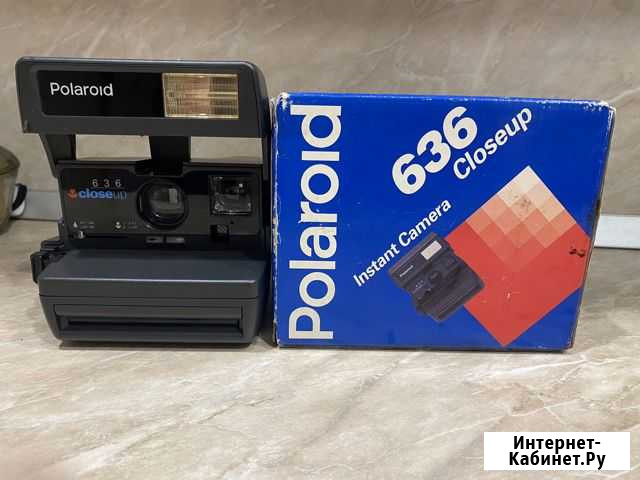 Polaroid
636
closeup
Polaroid
636
Closeup
Instant Camera
Интернет-
Кабинет.Ру